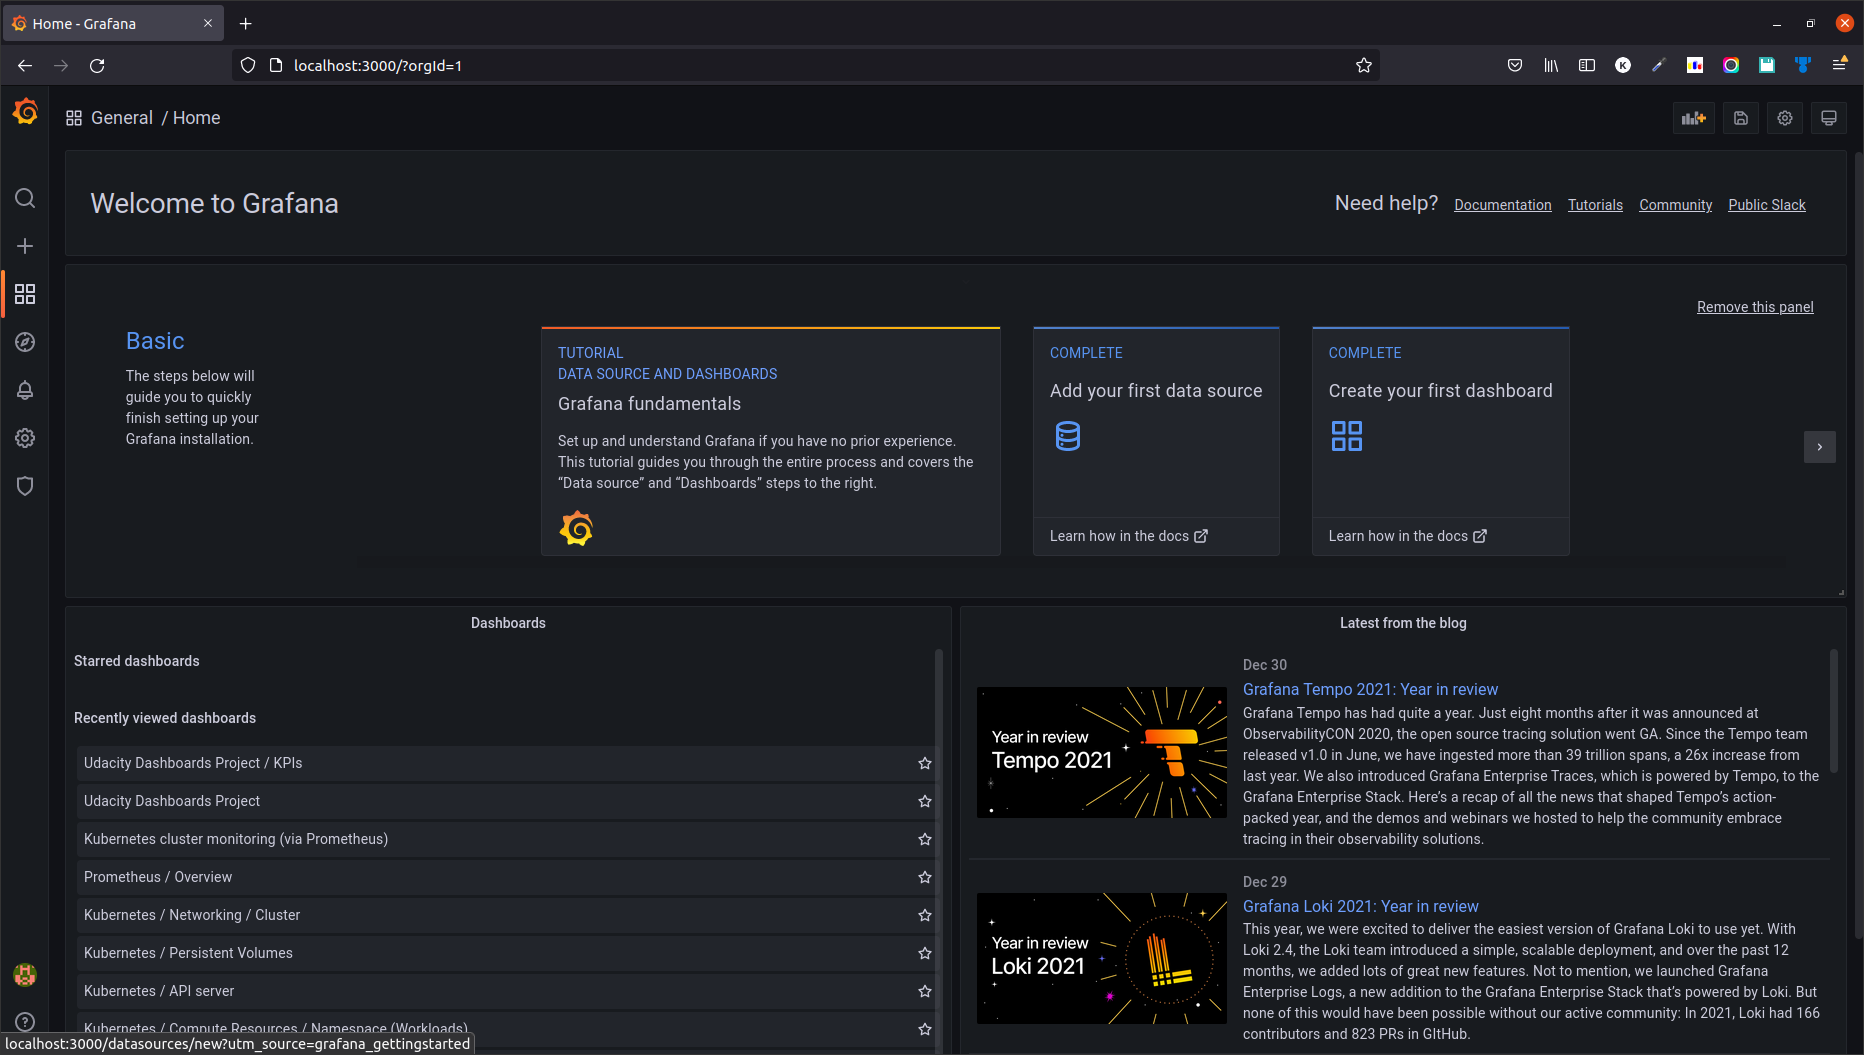 Home - Grafana
localhost:3000/?orgId=1
K
General / Home
Welcome to Grafana
Need help? Documentation Tutorials Community Public Slack
Remove this panel
Basic
The steps below will
guide you to quickly
finish setting up your
Grafana installation.
TUTORIAL
DATA SOURCE AND DASHBOARDS
Grafana fundamentals
Set up and understand Grafana if you have no prior experience.
This tutorial guides you through the entire process and covers the
“Data source” and “Dashboards” steps to the right.
COMPLETE
Add your first data source
Learn how in the docs
COMPLETE
Create your first dashboard
Learn how in the docs
Dashboards
Starred dashboards
Recently viewed dashboards
Udacity Dashboards Project / KPIs
Udacity Dashboards Project
Kubernetes cluster monitoring (via Prometheus)
Prometheus / Overview
Kubernetes / Networking / Cluster
Kubernetes / Persistent Volumes
Kubernetes / API server
Kubernetes / Compute Resources / Namespace (Workloads)
Latest from the blog
Year in review
Tempo 2021
Dec 30
Grafana Tempo 2021: Year in review
Grafana Tempo has had quite a year. Just eight months after it was announced at
ObservabilityCON 2020, the open source tracing solution went GA. Since the Tempo team
released v1.0 in June, we have ingested more than 39 trillion spans, a 26x increase from
last year. We also introduced Grafana Enterprise Traces, which is powered by Tempo, to the
Grafana Enterprise Stack. Here’s a recap of all the news that shaped Tempo’s action-
packed year, and the demos and webinars we hosted to help the community embrace
tracing in their observability solutions.
Year in review
Loki 2021
Dec 29
Grafana Loki 2021: Year in review
This year, we were excited to deliver the easiest version of Grafana Loki to use yet. With
Loki 2.4, the Loki team introduced a simple, scalable deployment, and over the past 12
months, we added lots of great new features. Not to mention, we launched Grafana
Enterprise Logs, a new addition to the Grafana Enterprise Stack that’s powered by Loki. But
none of this would have been possible without our active community: In 2021, Loki had 166
contributors and 823 PRs in GItHub.
localhost:3000/datasources/new?utm_source=grafana_gettingstarted